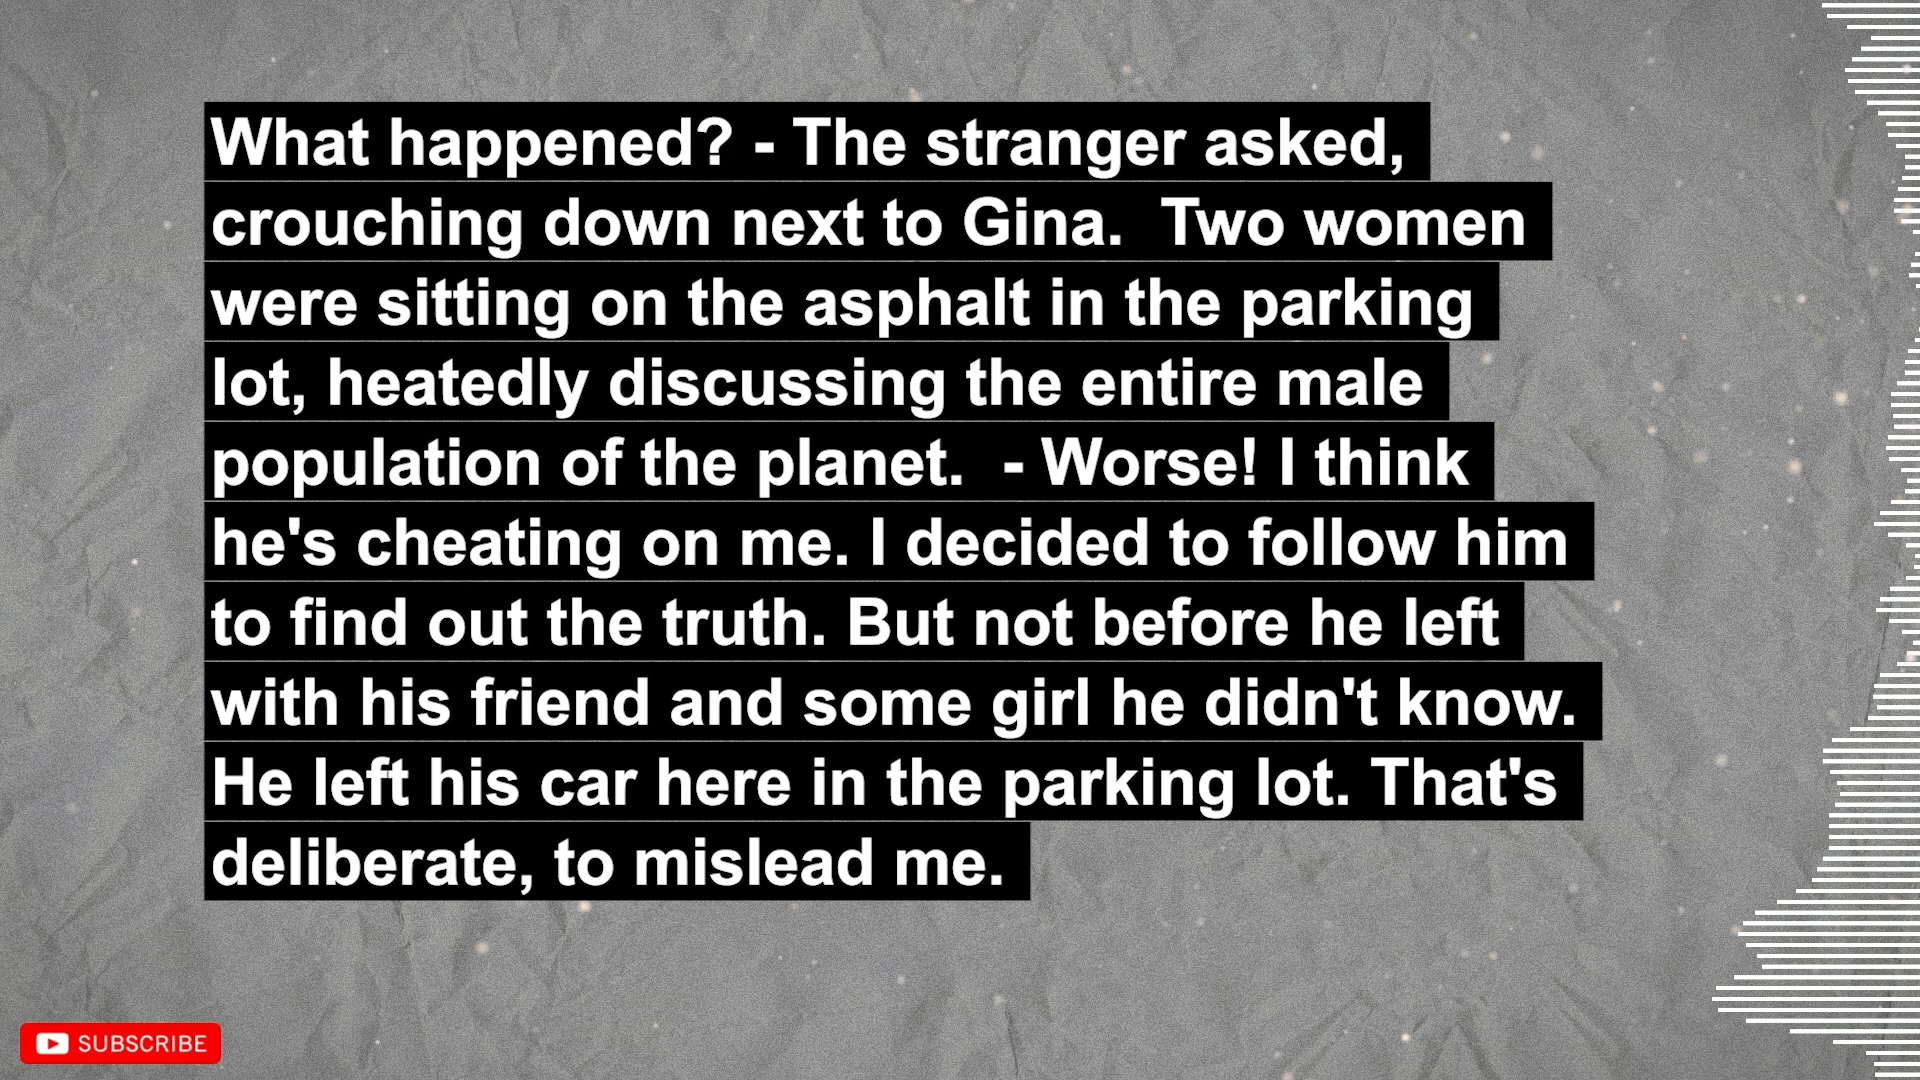 What happened? - The stranger asked,
crouching down next to Gina.  Two women
were sitting on the asphalt in the parking
lot, heatedly discussing the entire male
population of the planet.  - Worse! I think
he's cheating on me. I decided to follow him
to find out the truth. But not before he left
with his friend and some girl he didn't know.
He left his car here in the parking lot. That's
deliberate, to mislead me.
SUBSCRIBE